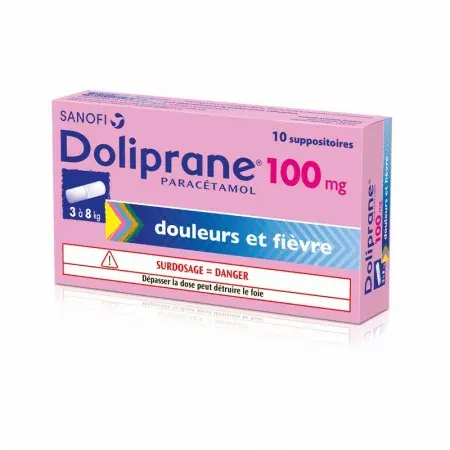 SANOFI
10 suppositoires
Doliprane® 100 mg
PARACÉTAMOL
3 à 8 kg
douleurs et fièvre
SURDOSAGE = DANGER
Dépasser la dose peut détruire le foie
Doliprane® 100 mg
douleurs et fièvre